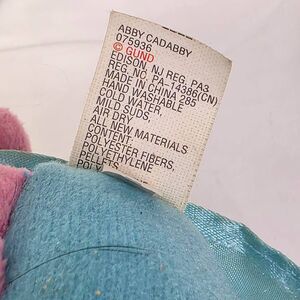 ABBY CADABBY
075936
© GUND
EDISON, NJ REG. PA3
REG. NO. PA-14386(CN)
MADE IN CHINA 285
HAND WASHABLE
COLD WATER,
MILD SUDS,
AIR DRY
ALL NEW MATERIALS
CONTENT:
POLYESTER FIBERS,
POLYETHYLENE
PELLETS